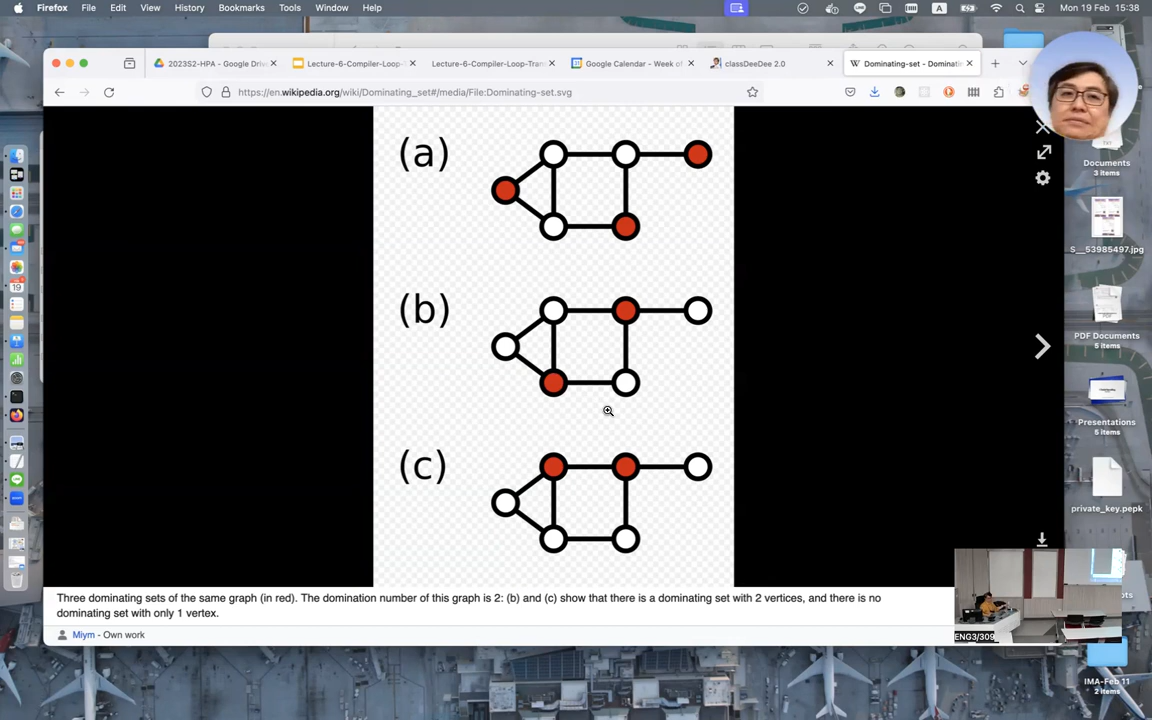 Firefox File Edit View History Bookmarks Tools Window Help
A
Mon 19 Feb 15:38
2023S2-HPA - Google Driv
Lecture-6-Compiler-Loop-
Lecture-6-Compiler-Loop-Tran
Google Calendar - Week of
classDeeDee 2.0
W Dominating-set - Dominatin
https://en.wikipedia.org/wiki/Dominating_set#/media/File:Dominating-set.svg
(a)
(b)
(c)
Three dominating sets of the same graph (in red). The domination number of this graph is 2: (b) and (c) show that there is a dominating set with 2 vertices, and there is no
dominating set with only 1 vertex.
Miym - Own work
Documents
3 items
S__53985497.jpg
PDF Documents
5 items
Presentations
5 items
private_key.pepk
ots
IMA-Feb 11
2 items
ENG3/309
19